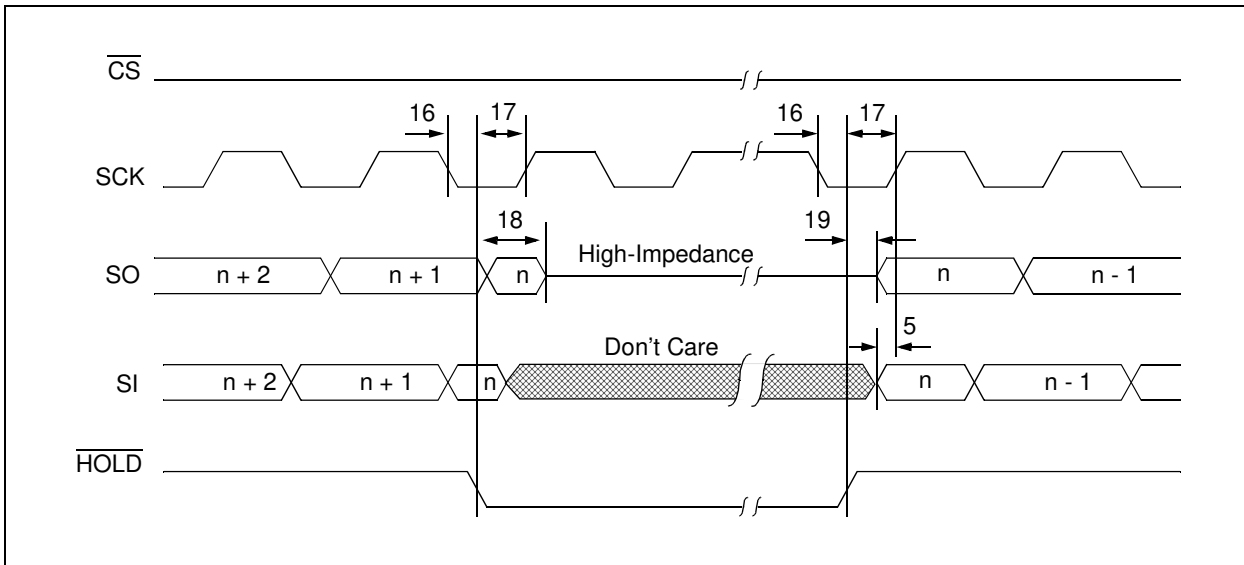 CS
16 17 16 17
SCK
18 19
High-Impedance
SO n + 2 n + 1 n n n - 1
5
Don't Care
SI n + 2 n + 1 n n n - 1
HOLD